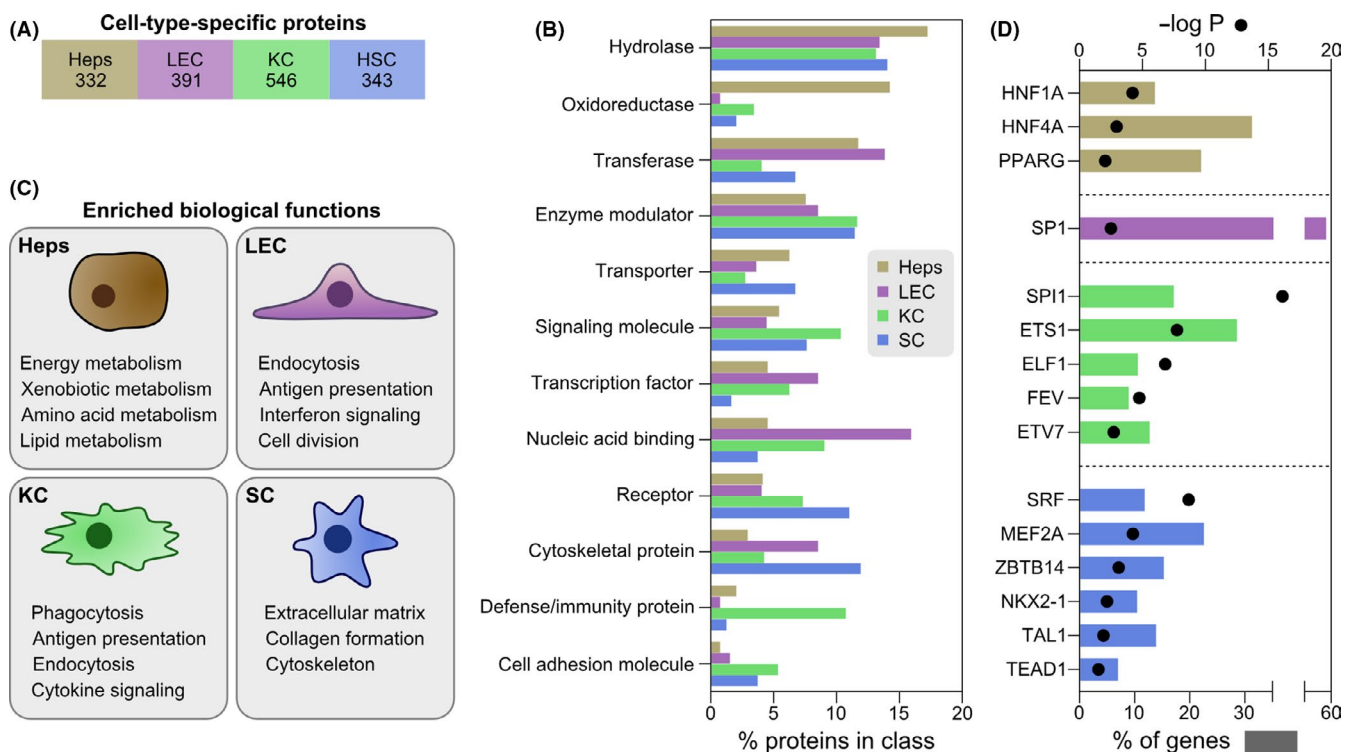 (A)
Cell-type-specific proteins
Heps LEC KC HSC
332 391 546 343
(C)
Enriched biological functions
Heps
Energy metabolism
Xenobiotic metabolism
Amino acid metabolism
Lipid metabolism
LEC
Endocytosis
Antigen presentation
Interferon signaling
Cell division
KC
Phagocytosis
Antigen presentation
Endocytosis
Cytokine signaling
SC
Extracellular matrix
Collagen formation
Cytoskeleton
(B)
Hydrolase
Oxidoreductase
Transferase
Enzyme modulator
Transporter
Signaling molecule
Transcription factor
Nucleic acid binding
Receptor
Cytoskeletal protein
Defense/immunity protein
Cell adhesion molecule
Heps
LEC
KC
SC
0 5 10 15 20
% proteins in class
(D)
–log P
0 5 10 15 20
HNF1A
HNF4A
PPARG
SP1
SPI1
ETS1
ELF1
FEV
ETV7
SRF
MEF2A
ZBTB14
NKX2-1
TAL1
TEAD1
0 10 20 30 60
% of genes